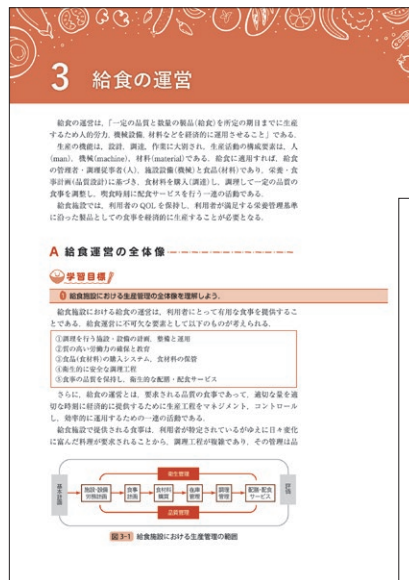 3 給食の運営
給食の運営は,「一定の品質と数量の製品(給食)を所定の期日までに生産
するため人的労力, 機械設備, 材料などを経済的に運用させること」である.
生産の機能は, 設計, 調達, 作業に大別され, 生産活動の構成要素は, 人
(man), 機械(machine), 材料(material)である. 給食に適用すれば, 給食
の管理者・調理従事者(人), 施設設備(機械)と食品(材料)であり, 栄養・食
事計画(品質設計)に基づき, 食材料を購入(調達)し, 調理して一定の品質の
食事を調整し, 喫食時刻に配食サービスを行う一連の活動である.
給食施設では, 利用者の QOL を保持し, 利用者が満足する栄養管理基準
に沿った製品としての食事を経済的に生産することが必要となる.
A 給食運営の全体像
学習目標
❶ 給食施設における生産管理の全体像を理解しよう.
給食施設における給食の運営は, 利用者にとって有用な食事を提供するこ
とである. 給食運営に不可欠な要素として以下のものが考えられる.
①調理を行う施設・設備の計画, 整備と運用
②質の高い労働力の確保と教育
③食品(食材料)の購入システム, 食材料の保管
④衛生的に安全な調理工程
⑤食事の品質を保持し, 衛生的な配膳・配食サービス
さらに, 給食の運営とは, 要求される品質の食事であって, 適切な量を適
切な時刻に経済的に提供するために生産工程をマネジメント, コントロール
し, 効率的に運用するための一連の活動である.
給食施設で提供される食事は, 利用者が特定されているがゆえに日々変化
に富んだ料理が要求されることから, 調理工程が複雑であり, その管理は品
衛生管理
基本計画
施設・設備
労務計画
食事
計画
食材料
購買
在庫
管理
調理
管理
配膳・配食
サービス
評価
品質管理
図 3-1 給食施設における生産管理の範囲